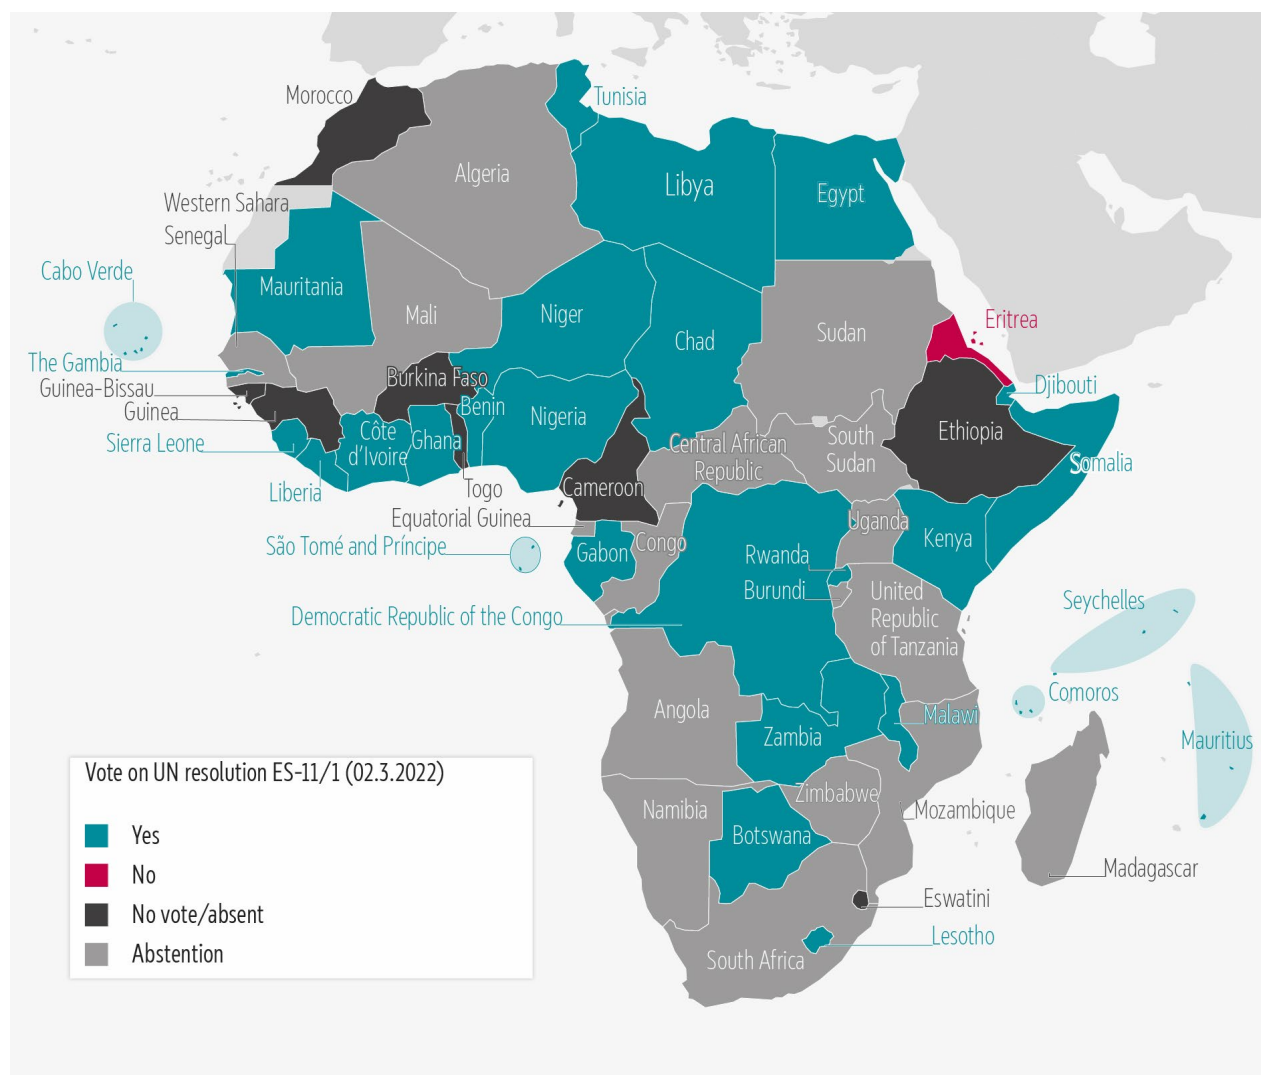 Morocco
Tunisia
Algeria
Libya
Egypt
Western Sahara
Senegal
Cabo Verde
Mauritania
Mali
Niger
Chad
Sudan
Eritrea
The Gambia
Guinea-Bissau
Guinea
Sierra Leone
Burkina Faso
Benin
Nigeria
Djibouti
Côte
d'Ivoire
Ghana
Central African
Republic
South
Sudan
Ethiopia
Somalia
Liberia
Togo
Cameroon
Equatorial Guinea
São Tomé and Príncipe
Gabon
Congo
Uganda
Kenya
Rwanda
Burundi
United
Republic
of Tanzania
Democratic Republic of the Congo
Seychelles
Comoros
Mauritius
Angola
Zambia
Malawi
Namibia
Zimbabwe
Mozambique
Botswana
Madagascar
Eswatini
Lesotho
South Africa
Vote on UN resolution ES-11/1 (02.3.2022)
Yes
No
No vote/absent
Abstention